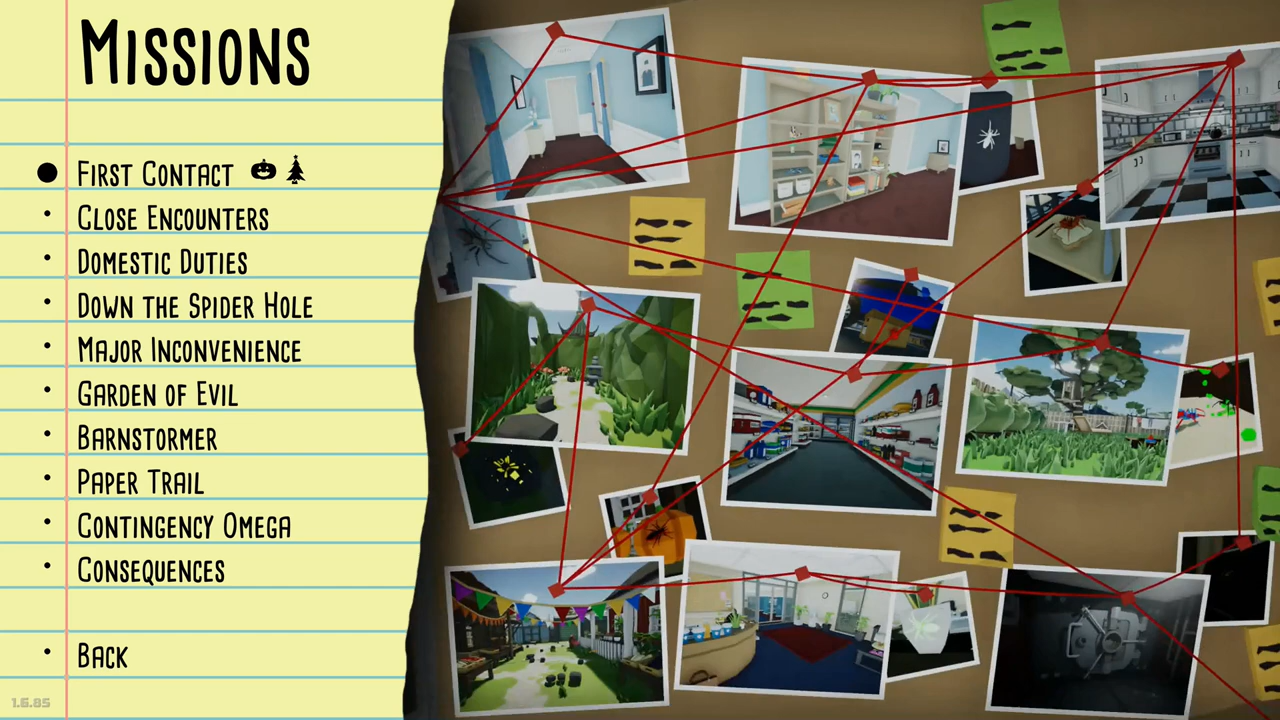 Missions
First Contact
Close Encounters
Domestic Duties
Down the Spider Hole
Major Inconvenience
Garden of Evil
Barnstormer
Paper Trail
Contingency Omega
Consequences
Back
1.6.85